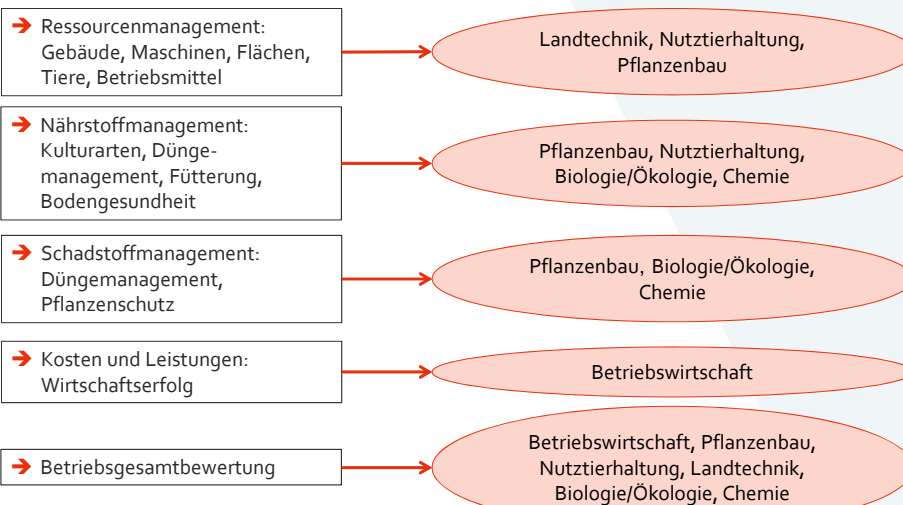 Ressourcenmanagement:
Gebäude, Maschinen, Flächen,
Tiere, Betriebsmittel
Landtechnik, Nutztierhaltung,
Pflanzenbau
Nährstoffmanagement:
Kulturarten, Dünge-
management, Fütterung,
Bodengesundheit
Pflanzenbau, Nutztierhaltung,
Biologie/Ökologie, Chemie
Schadstoffmanagement:
Düngemanagement,
Pflanzenschutz
Pflanzenbau, Biologie/Ökologie,
Chemie
Kosten und Leistungen:
Wirtschaftserfolg
Betriebswirtschaft
Betriebsgesamtbewertung
Betriebswirtschaft, Pflanzenbau,
Nutztierhaltung, Landtechnik,
Biologie/Ökologie, Chemie